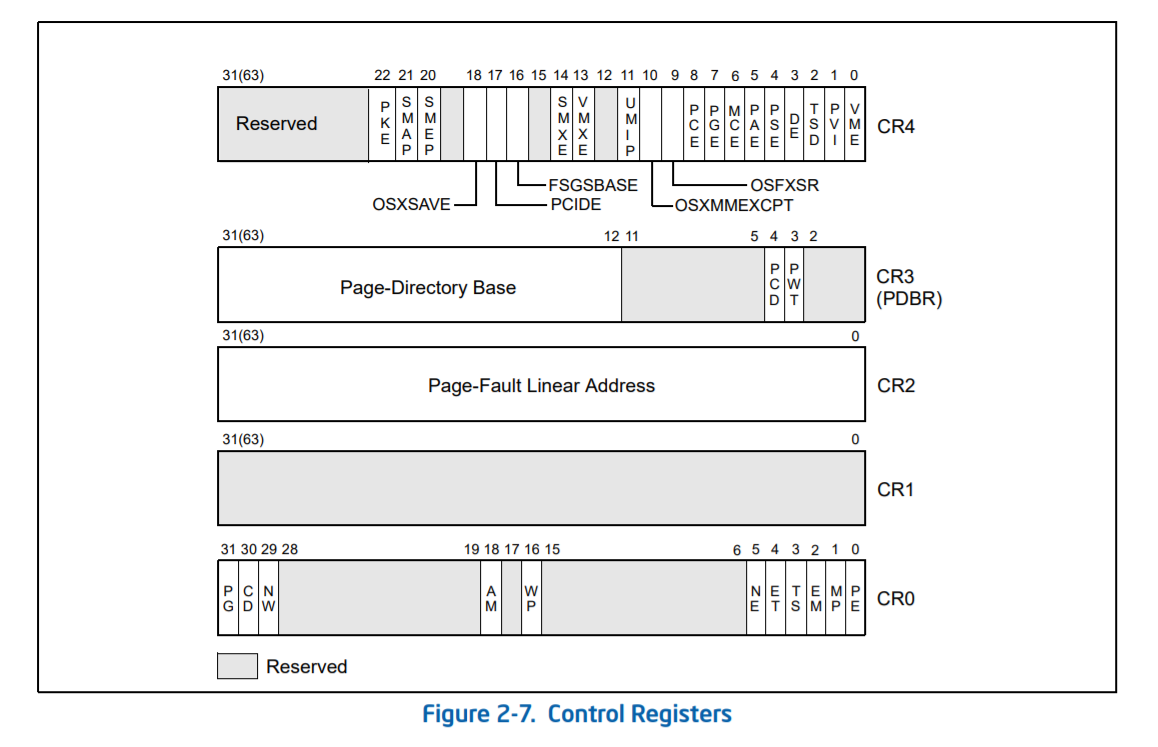 31(63) 22 21 20 18 17 16 15 14 13 12 11 10 9 8 7 6 5 4 3 2 1 0
Reserved PKE SMAP SMEP SMXE VMXE UMIP PCE PGE MCE PAE PSE DE TSD PVI VME CR4
FSGSBASE OSFXSR
OSXSAVE PCIDE OSXMMEXCPT
31(63) 12 11 5 4 3 2
Page-Directory Base PCD PWT CR3
(PDBR)
31(63) 0
Page-Fault Linear Address CR2
31(63) 0
CR1
31 30 29 28 19 18 17 16 15 6 5 4 3 2 1 0
PG CD NW AM WP NE ET TS EM MP PE CR0
Reserved
Figure 2-7. Control Registers